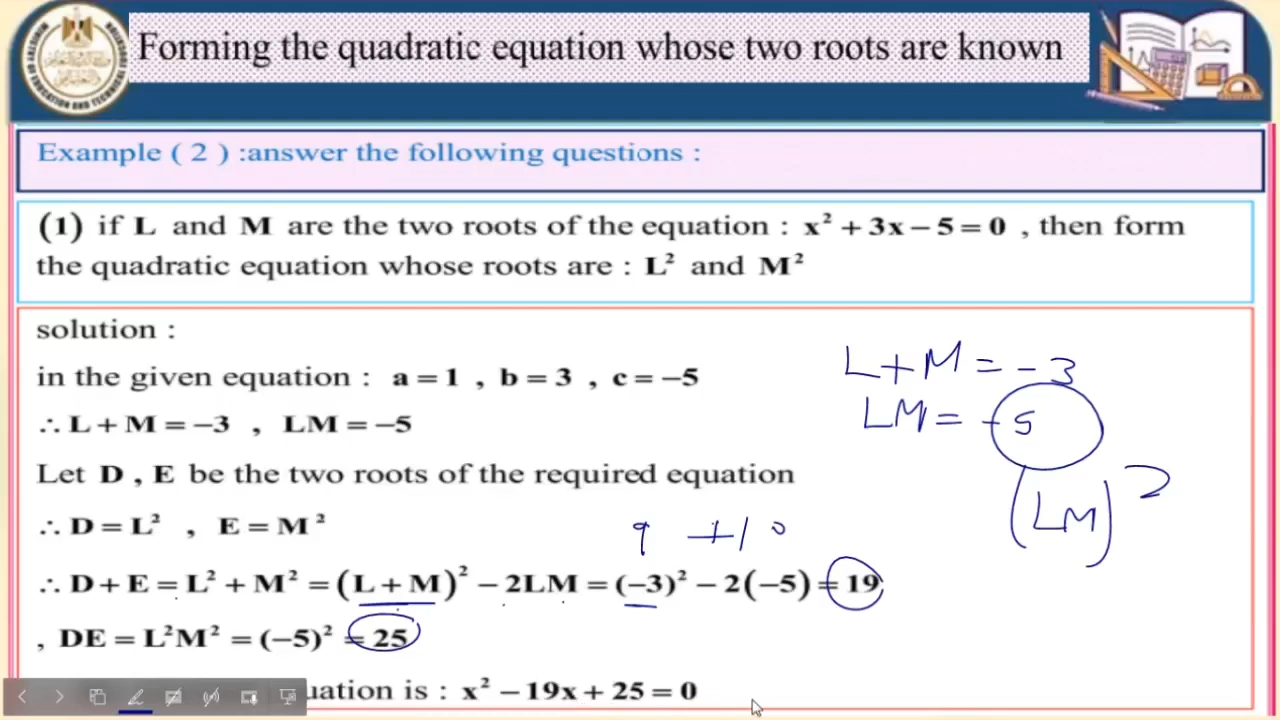 Forming the quadratic equation whose two roots are known
Example ( 2 ) :answer the following questions :
(1) if L and M are the two roots of the equation : x² + 3x − 5 = 0 , then form
the quadratic equation whose roots are : L² and M²
solution :
in the given equation : a = 1 , b = 3 , c = −5
∴ L + M = −3 , LM = −5
Let D , E be the two roots of the required equation
∴ D = L² , E = M²
∴ D + E = L² + M² = (L + M)² − 2LM = (−3)² − 2(−5) = 19
, DE = L²M² = (−5)² = 25
uation is : x² − 19x + 25 = 0
L+M = -3
LM = -5
(LM)²
9 +10